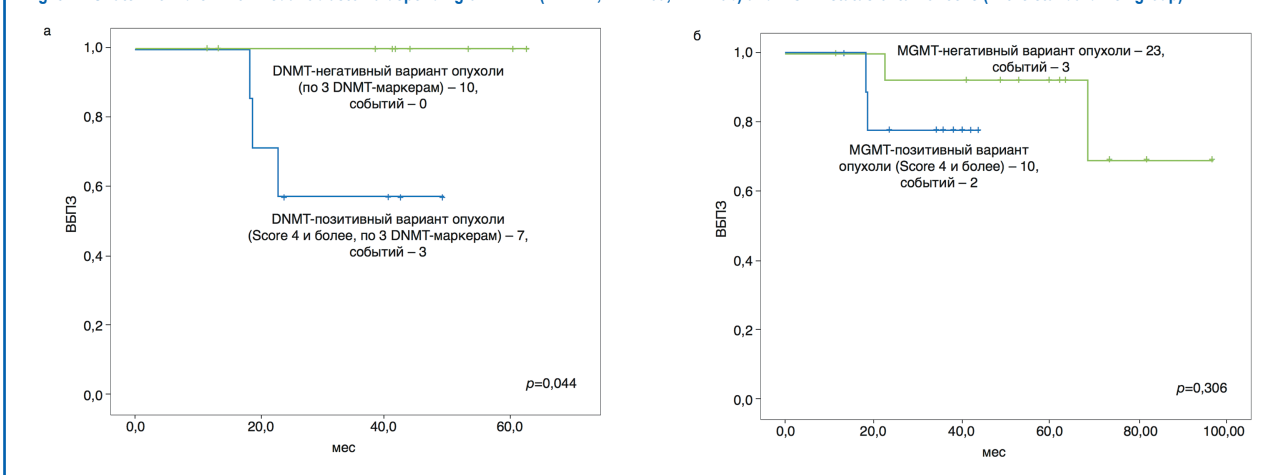 а
1,0
0,8
0,6
0,4
0,2
0,0
ВБПЗ
DNMT-негативный вариант опухоли
(по 3 DNMT-маркерам) – 10,
событий – 0
DNMT-позитивный вариант опухоли
(Score 4 и более, по 3 DNMT-маркерам) – 7,
событий – 3
p=0,044
0,0 20,0 40,0 60,0
мес
б
1,0
0,8
0,6
0,4
0,2
0,0
ВБПЗ
MGMT-негативный вариант опухоли – 23,
событий – 3
MGMT-позитивный вариант
опухоли (Score 4 и более) – 10,
событий – 2
p=0,306
0,0 20,0 40,0 60,0 80,00 100,00
мес